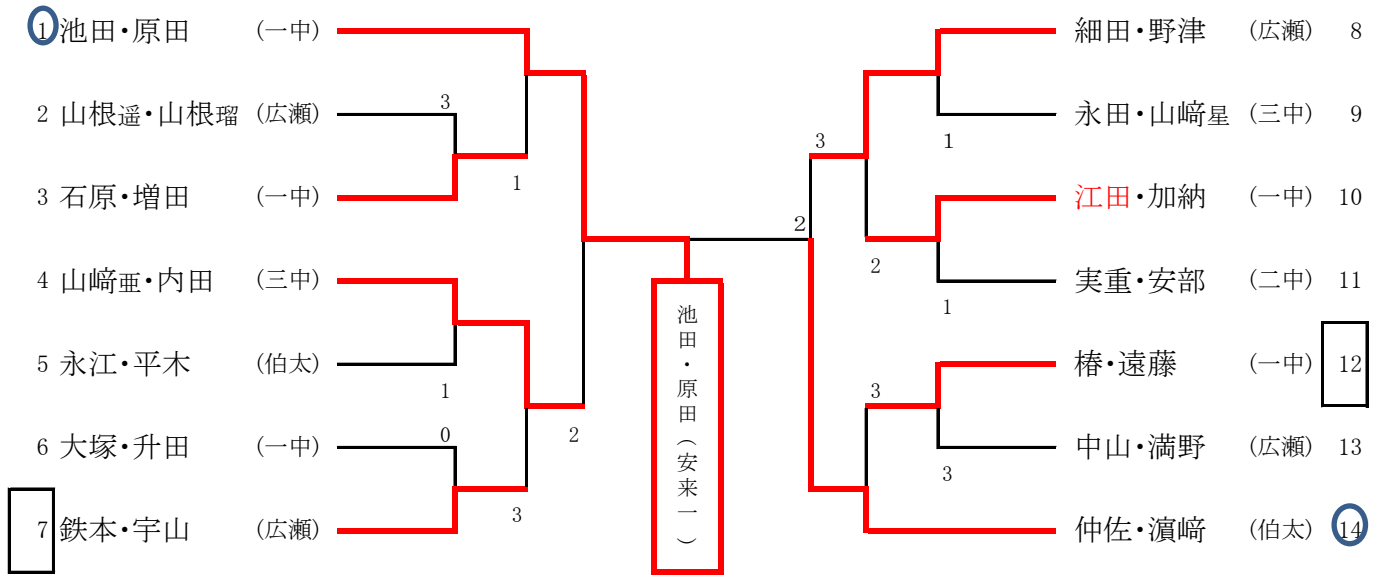 1 池田・原田 (一中)
3
2 山根遥・山根瑠 (広瀬)
1
3 石原・増田 (一中)
4 山﨑亜・内田 (三中)
5 永江・平木 (伯太)
1
2
0
6 大塚・升田 (一中)
3
7 鉄本・宇山 (広瀬)
池田・原田(安来一)
2
細田・野津 (広瀬) 8
永田・山﨑星 (三中) 9
3
1
江田・加納 (一中) 10
2
実重・安部 (二中) 11
1
椿・遠藤 (一中) 12
3
中山・満野 (広瀬) 13
3
仲佐・濵﨑 (伯太) 14